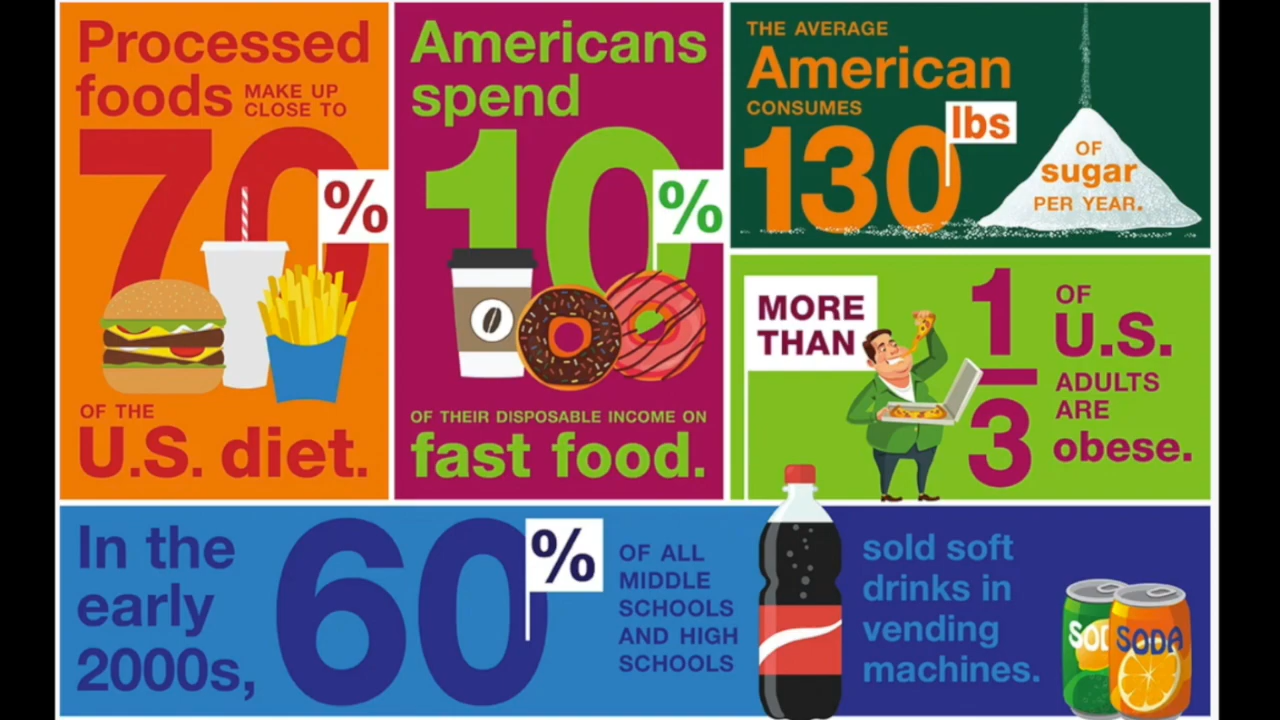 Processed
foods MAKE UP
CLOSE TO
70%
OF THE
U.S. diet.
Americans
spend
10%
OF THEIR DISPOSABLE INCOME ON
fast food.
THE AVERAGE
American
CONSUMES
130 lbs
OF
sugar
PER YEAR.
MORE
THAN
1
3
OF
U.S.
ADULTS
ARE
obese.
In the
early
2000s,
60%
OF ALL
MIDDLE
SCHOOLS
AND HIGH
SCHOOLS
sold soft
drinks in
vending
machines.
SOD
SODA